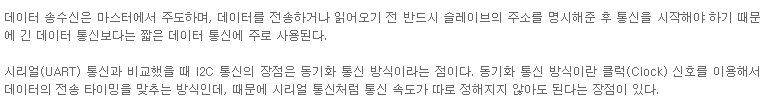 데이터 송수신은 마스터에서 주도하며, 데이터를 전송하거나 읽어오기 전 반드시 슬레이브의 주소를 명시해준 후 통신을 시작해야 하기 때문
에 긴 데이터 통신보다는 짧은 데이터 통신에 주로 사용된다.
시리얼(UART) 통신과 비교했을 때 I2C 통신의 장점은 동기화 통신 방식이라는 점이다. 동기화 통신 방식이란 클럭(Clock) 신호를 이용해서
데이터의 전송 타이밍을 맞추는 방식인데, 때문에 시리얼 통신처럼 통신 속도가 따로 정해지지 않아도 된다는 장점이 있다.